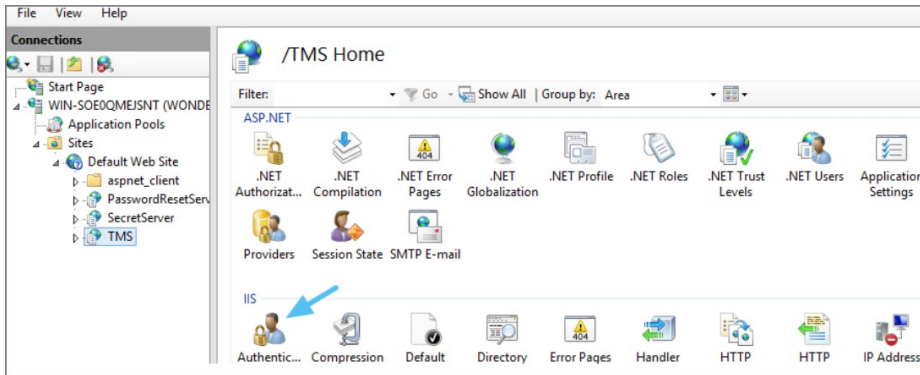 File View Help
Connections
Start Page
WIN-SOE0QMEJSNT (WONDE
Application Pools
Sites
Default Web Site
aspnet_client
PasswordResetServ
SecretServer
TMS
/TMS Home
Filter: Go Show All Group by: Area
ASP.NET
.NET Authorizat...
.NET Compilation
.NET Error Pages
.NET Globalization
.NET Profile
.NET Roles
.NET Trust Levels
.NET Users
Application Settings
Providers
Session State
SMTP E-mail
IIS
404
Authentic...
Compression
Default
Directory
Error Pages
Handler
HTTP
HTTP
IP Address